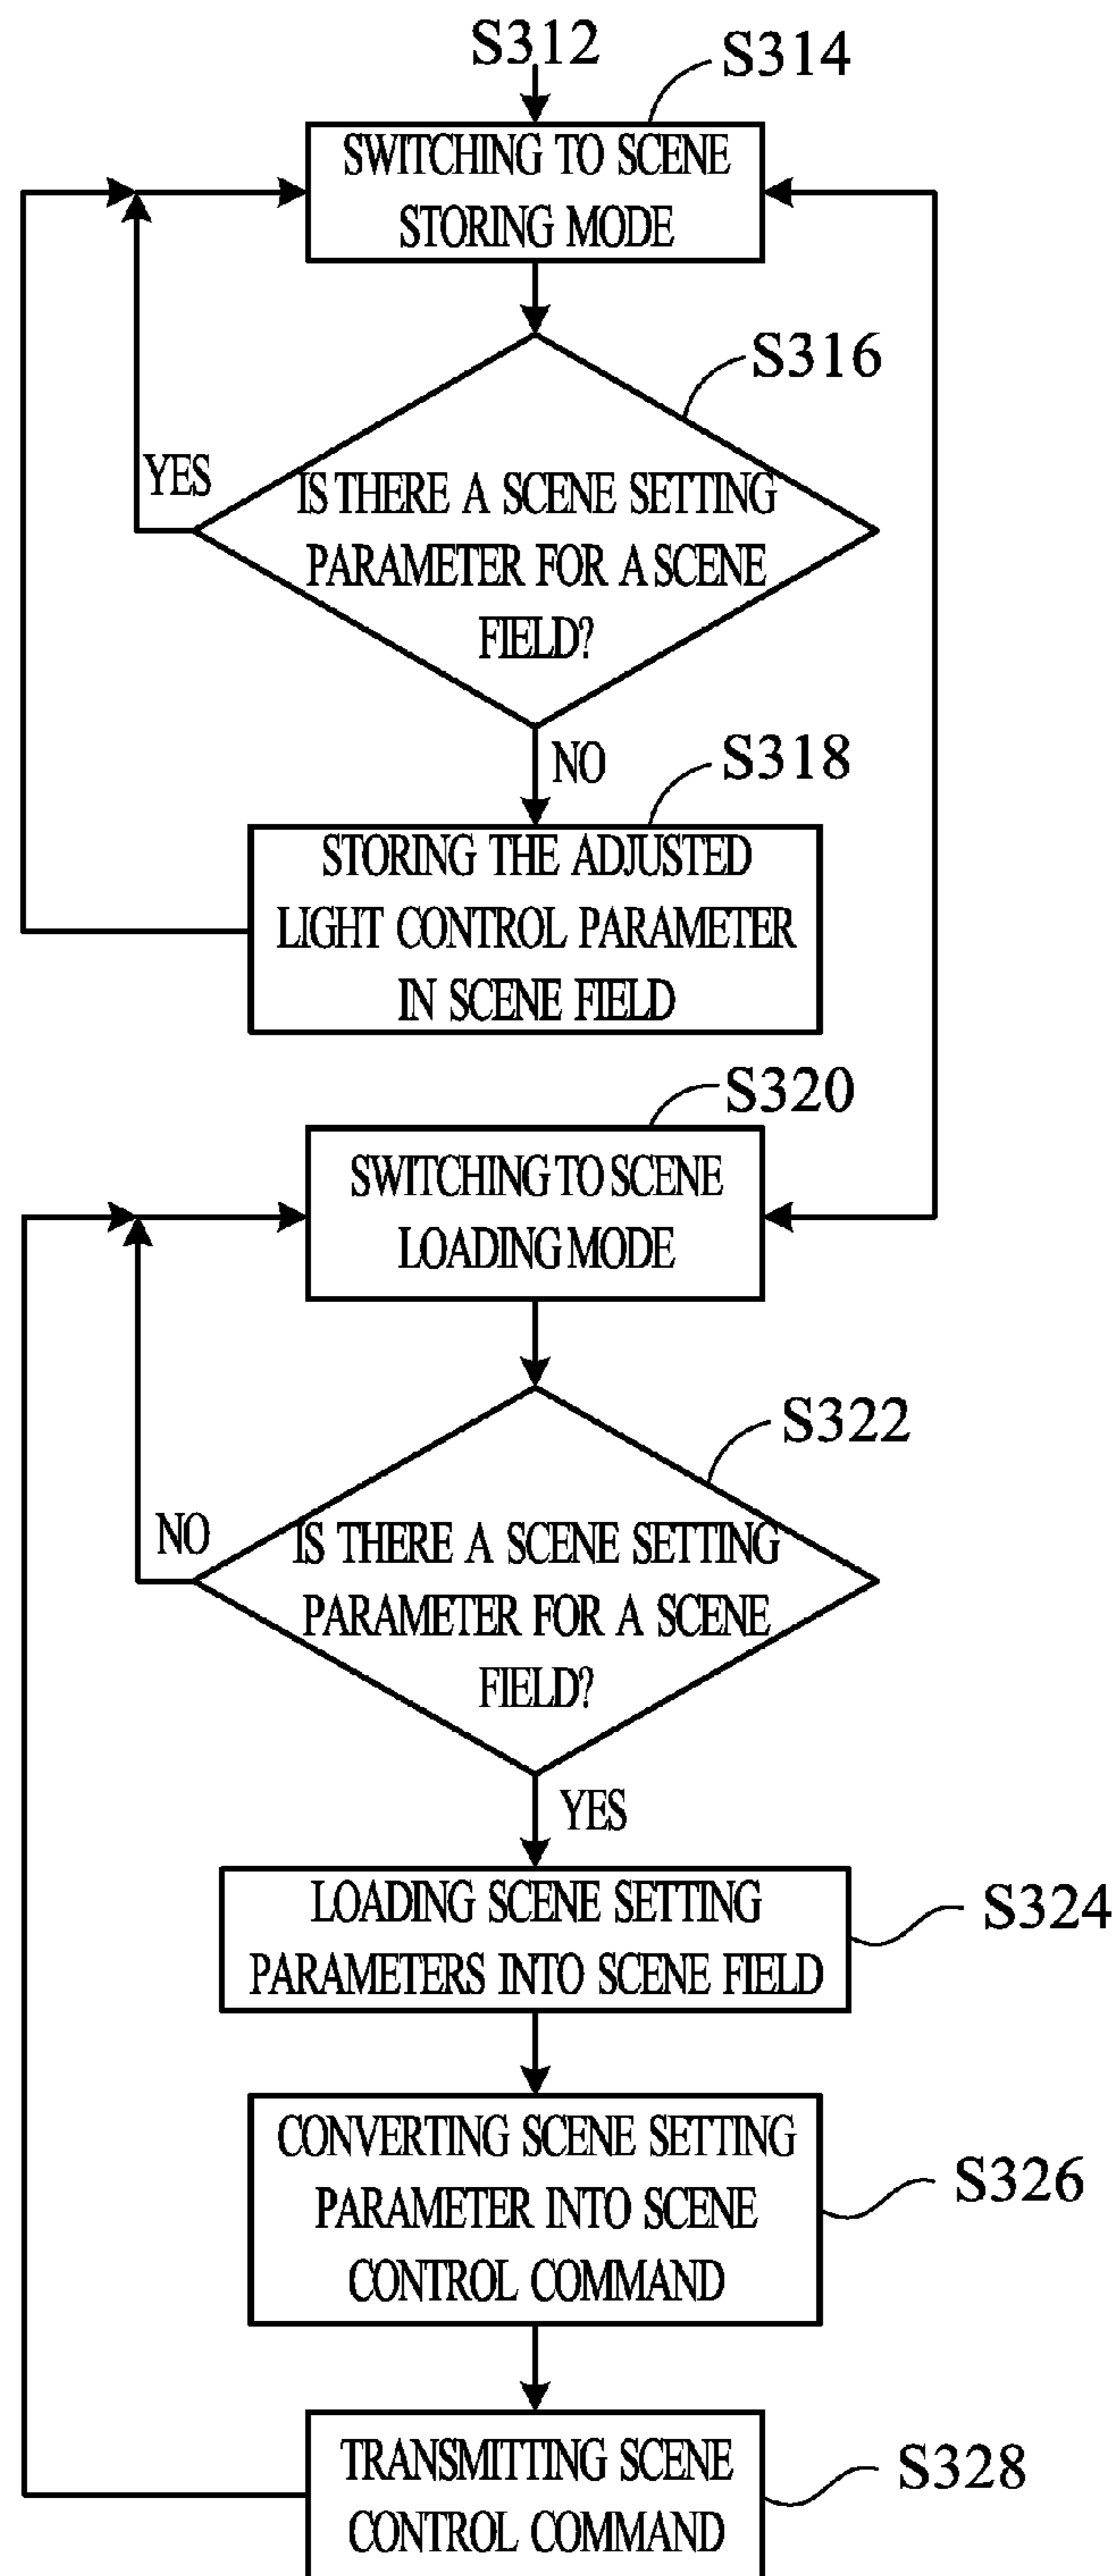 S312
S314
SWITCHING TO SCENE
STORING MODE
S316
YES
IS THERE A SCENE SETTING
PARAMETER FOR A SCENE
FIELD?
NO
S318
STORING THE ADJUSTED
LIGHT CONTROL PARAMETER
IN SCENE FIELD
S320
SWITCHING TO SCENE
LOADING MODE
S322
NO
IS THERE A SCENE SETTING
PARAMETER FOR A SCENE
FIELD?
YES
LOADING SCENE SETTING
PARAMETERS INTO SCENE FIELD
S324
CONVERTING SCENE SETTING
PARAMETER INTO SCENE
CONTROL COMMAND
S326
TRANSMITTING SCENE
CONTROL COMMAND
S328